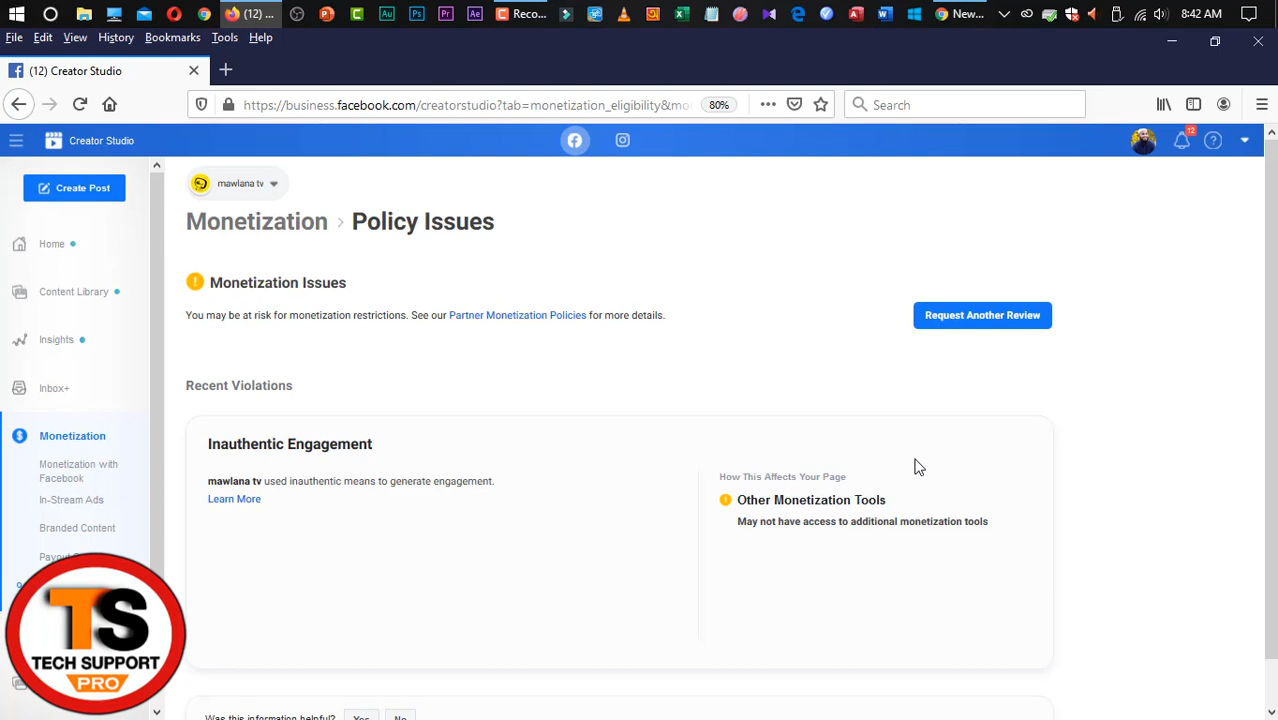 (12)
Reco...
New...
8:42 AM
File Edit View History Bookmarks Tools Help
(12) Creator Studio
https://business.facebook.com/creatorstudio?tab=monetization_eligibility&mo
80%
Search
Creator Studio
12
Create Post
mawlana tv
Monetization > Policy Issues
Home
Content Library
Insights
Inbox+
Monetization
Monetization with
Facebook
In-Stream Ads
Branded Content
Monetization Issues
You may be at risk for monetization restrictions. See our Partner Monetization Policies for more details.
Request Another Review
Recent Violations
Inauthentic Engagement
mawlana tv used inauthentic means to generate engagement.
Learn More
How This Affects Your Page
Other Monetization Tools
May not have access to additional monetization tools
Was this information helpful?
Yes
No
TS
TECH SUPPORT
PRO